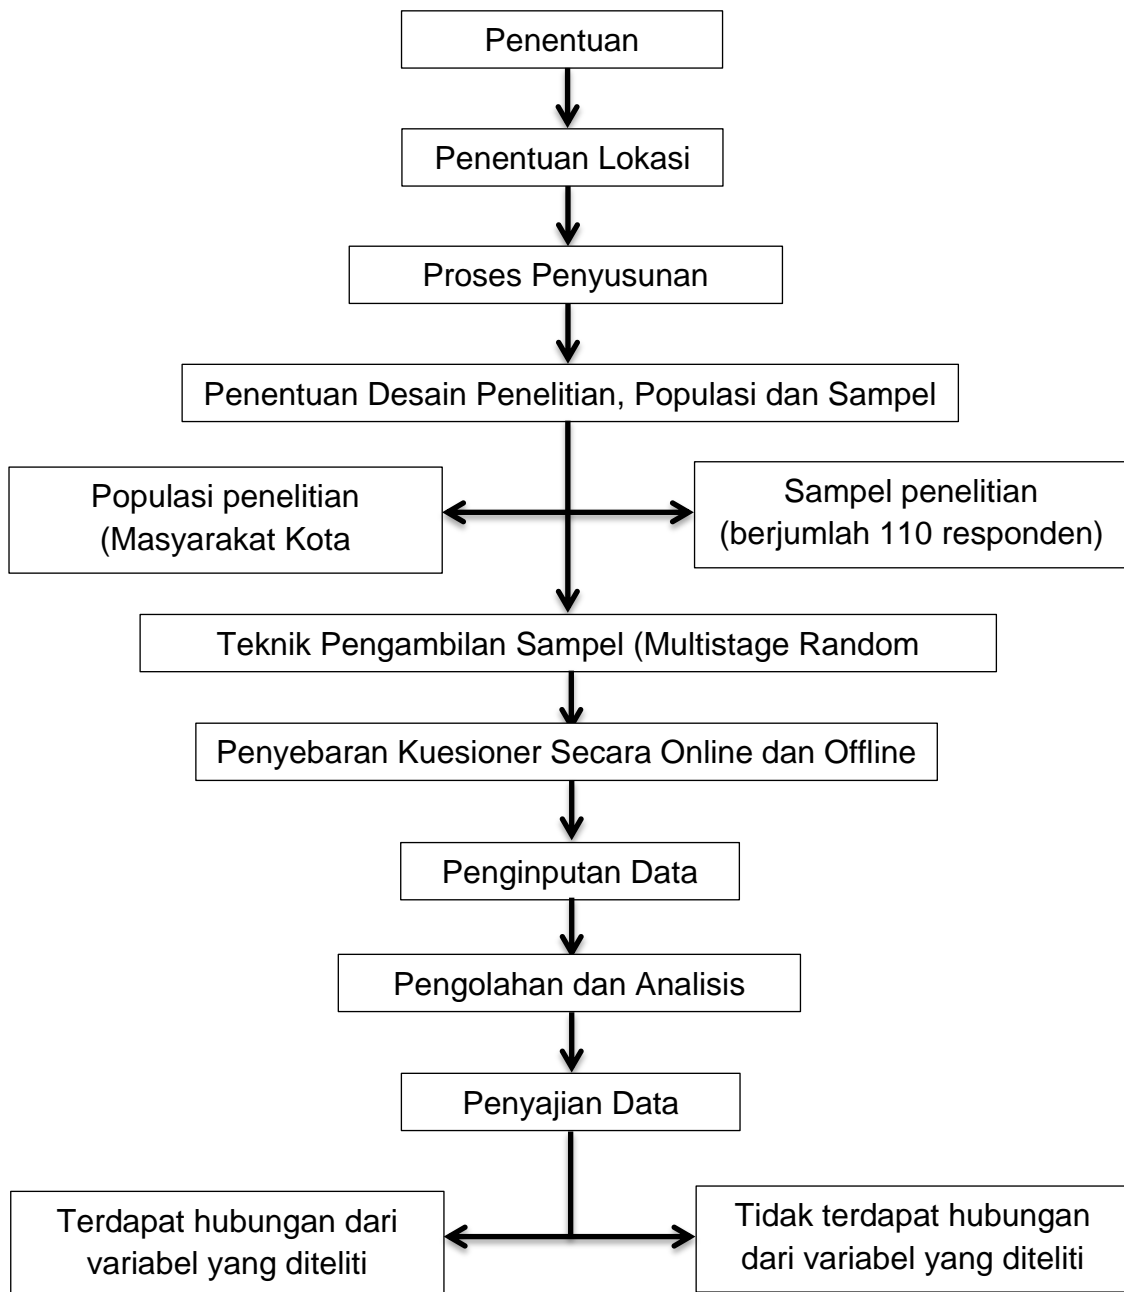 Penentuan
Penentuan Lokasi
Proses Penyusunan
Penentuan Desain Penelitian, Populasi dan Sampel
Populasi penelitian
(Masyarakat Kota
Sampel penelitian
(berjumlah 110 responden)
Teknik Pengambilan Sampel (Multistage Random
Penyebaran Kuesioner Secara Online dan Offline
Penginputan Data
Pengolahan dan Analisis
Penyajian Data
Terdapat hubungan dari
variabel yang diteliti
Tidak terdapat hubungan
dari variabel yang diteliti